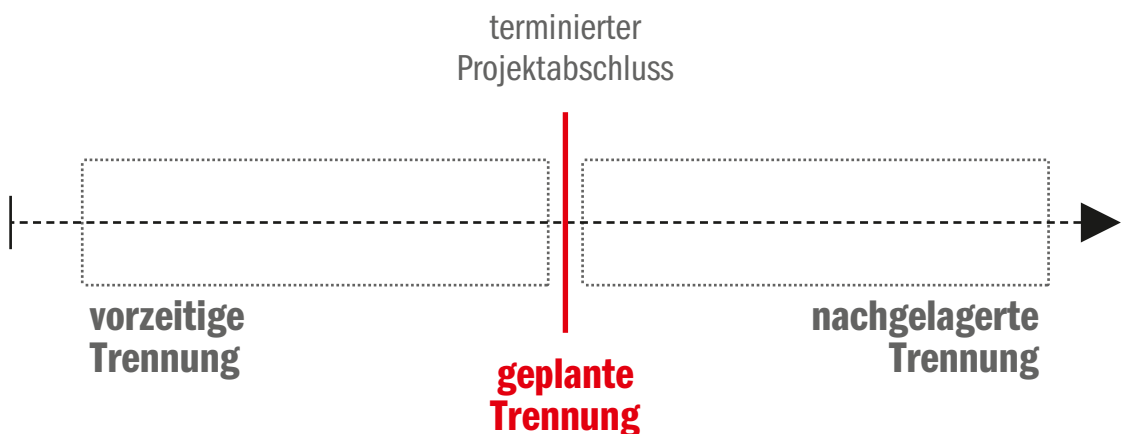 terminierter
Projektabschluss
vorzeitige
Trennung
geplante
Trennung
nachgelagerte
Trennung